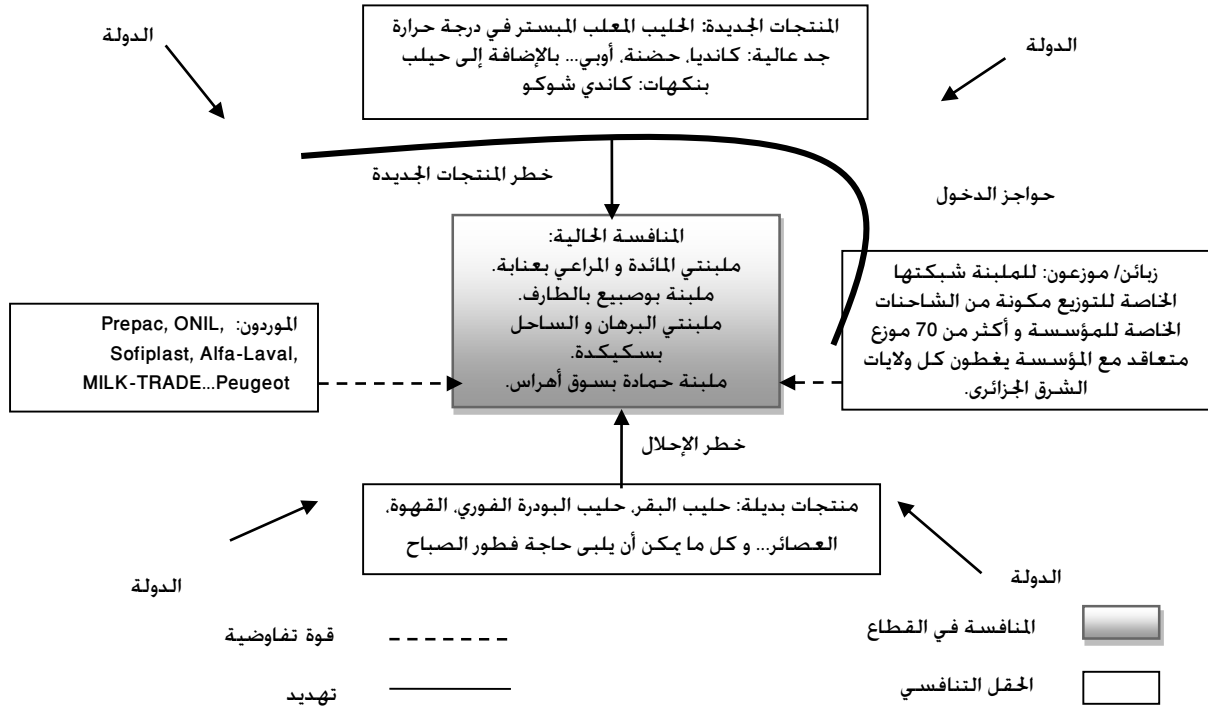 الدولة
المنتجات الجديدة: الحليب المعلب المبستر في درجة حرارة
جد عالية: كانديا، حضنة، أوبي... بالإضافة إلى حيلب
بنكهات: كاندي شوكو
الدولة
خطر المنتجات الجديدة
حواجز الدخول
المنافسة الحالية:
ملبنتي المائدة و المراعي بعنابة.
ملبنة بوصبيع بالطارف.
ملبنتي البرهان و الساحل
بسكيكدة.
ملبنة حمادة بسوق أهراس.
زبائن/ موزعون: للملبنة شبكتها
الخاصة للتوزيع مكونة من الشاحنات
الخاصة للمؤسسة و أكثر من 70 موزع
متعاقد مع المؤسسة يغطون كل ولايات
الشرق الجزائرى.
الموردون: Prepac, ONIL,
Sofiplast, Alfa-Laval,
MILK-TRADE...Peugeot
خطر الإحلال
منتجات بديلة: حليب البقر، حليب البودرة الفوري، القهوة،
العصائر... و كل ما يمكن أن يلبى حاجة فطور الصباح
الدولة
الدولة
المنافسة في القطاع
قوة تفاوضية
الحقل التنافسي
تهديد